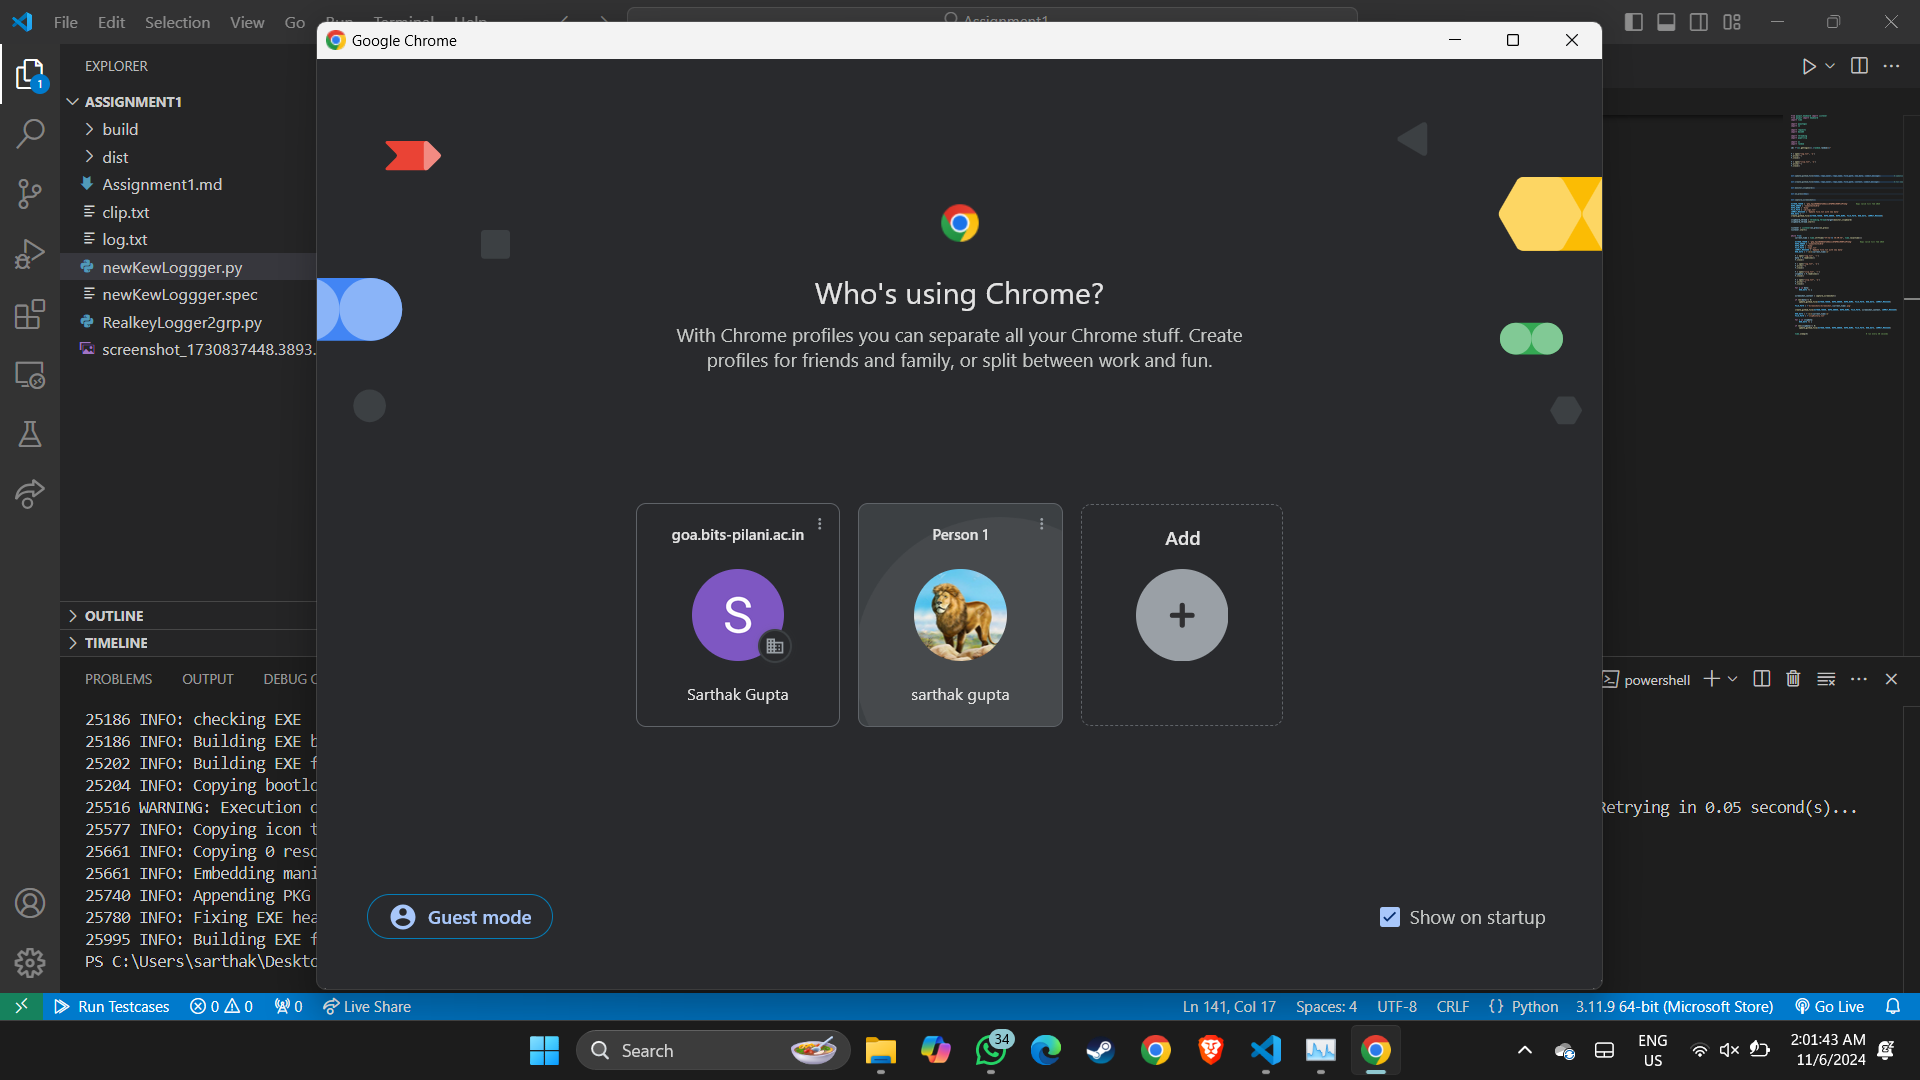 File Edit Selection View Go Run Terminal Help
Assignment1
Google Chrome
EXPLORER
1
ASSIGNMENT1
build
dist
Assignment1.md
clip.txt
log.txt
newKewLoggger.py
newKewLoggger.spec
RealkeyLogger2grp.py
screenshot_1730837448.3893.
OUTLINE
TIMELINE
Who's using Chrome?
With Chrome profiles you can separate all your Chrome stuff. Create
profiles for friends and family, or split between work and fun.
goa.bits-pilani.ac.in
S
Sarthak Gupta
Person 1
sarthak gupta
Add
Guest mode
Show on startup
PROBLEMS OUTPUT DEBUG
powershell
25186 INFO: checking EXE
25186 INFO: Building EXE
25202 INFO: Building EXE
25204 INFO: Copying
25516 WARNING: Execution
Retrying in 0.05 second(s)...
25577 INFO: Copying icon
25661 INFO: Copying 0
25661 INFO: Embedding
25740 INFO: Appending PKG
25780 INFO: Fixing EXE
25995 INFO: Building EXE
PS C:\Users\sarthak\Deskto
Run Testcases 0 0 0 Live Share
Ln 141, Col 17 Spaces: 4 UTF-8 CRLF {} Python 3.11.9 64-bit (Microsoft Store) Go Live
Search
34
ENG
US
2:01:43 AM
11/6/2024